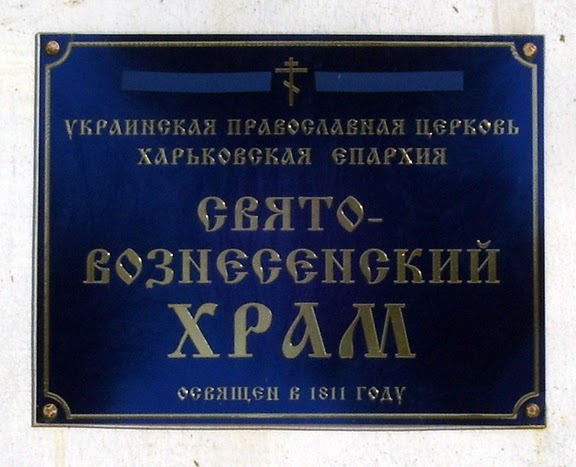 УКРАИНСКАЯ ПРАВОСЛАВНАЯ ЦЕРКОВЬ
ХАРЬКОВСКАЯ ЕПАРХИЯ
СВЯТО-
ВОЗНЕСЕНСКИЙ
ХРАМ
ОСВЯЩЕН В 1811 ГОДУ